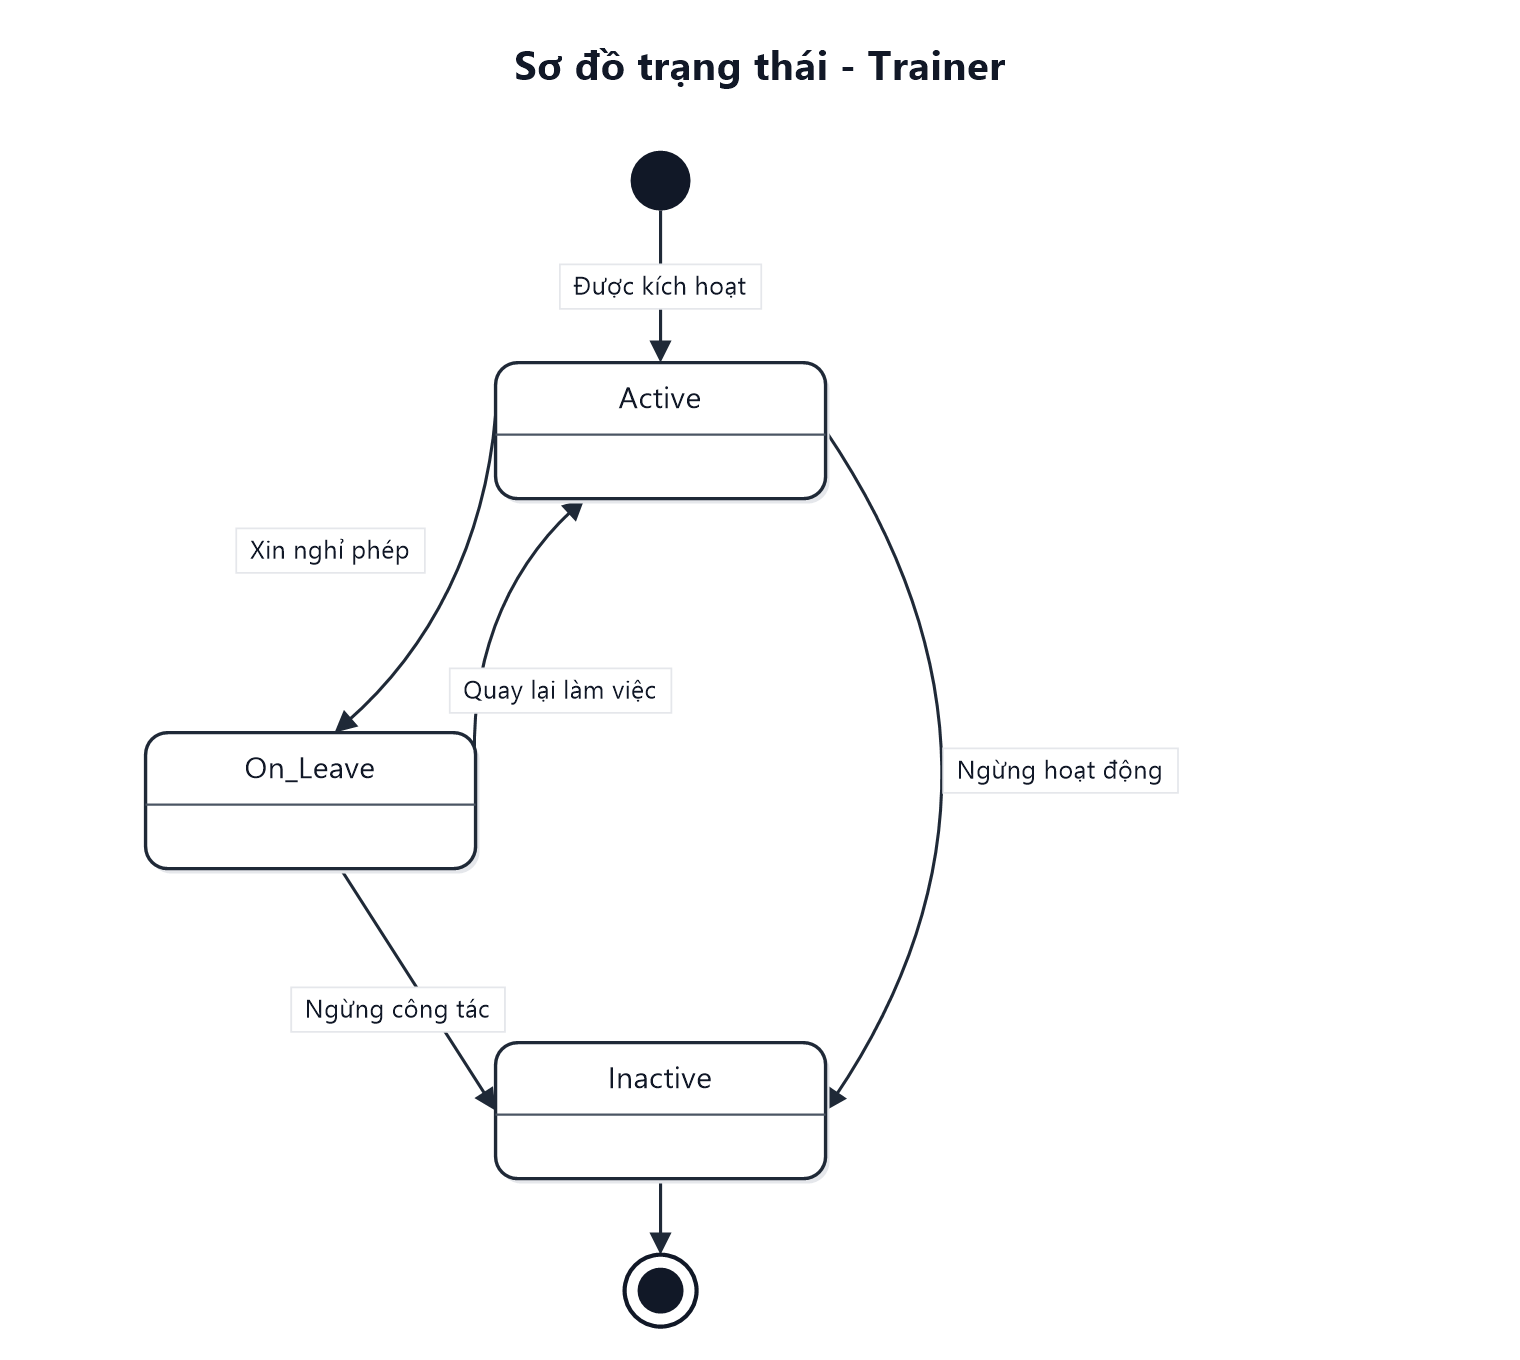 Sơ đồ trạng thái - Trainer
Được kích hoạt
Active
Xin nghỉ phép
Quay lại làm việc
On_Leave
Ngừng hoạt động
Ngừng công tác
Inactive